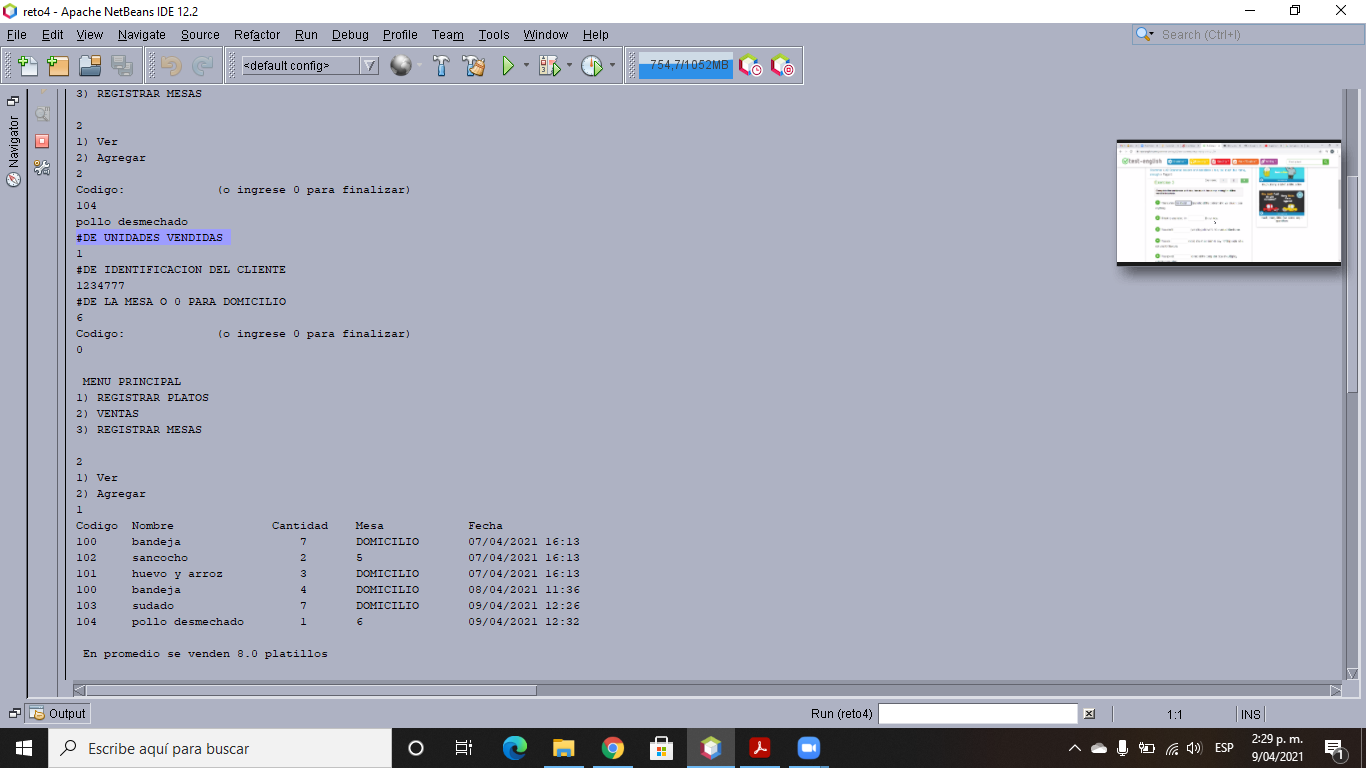 reto4 - Apache NetBeans IDE 12.2
File Edit View Navigate Source Refactor Run Debug Profile Team Tools Window Help
Search (Ctrl+I)
<default config>
754,7/1052MB
Navigator
3) REGISTRAR MESAS
2
1) Ver
2) Agregar
2
Codigo: (o ingrese 0 para finalizar)
104
pollo desmechado
#DE UNIDADES VENDIDAS
1
#DE IDENTIFICACION DEL CLIENTE
1234777
#DE LA MESA O 0 PARA DOMICILIO
6
Codigo: (o ingrese 0 para finalizar)
0
MENU PRINCIPAL
1) REGISTRAR PLATOS
2) VENTAS
3) REGISTRAR MESAS
2
1) Ver
2) Agregar
1
Codigo Nombre Cantidad Mesa Fecha
100 bandeja 7 DOMICILIO 07/04/2021 16:13
102 sancocho 2 5 07/04/2021 16:13
101 huevo y arroz 3 DOMICILIO 07/04/2021 16:13
100 bandeja 4 DOMICILIO 08/04/2021 11:36
103 sudado 7 DOMICILIO 09/04/2021 12:26
104 pollo desmechado 1 6 09/04/2021 12:32
En promedio se venden 8.0 platillos
test-english
Output
Run (reto4)
1:1
INS
Escribe aquí para buscar
ESP
2:29 p. m.
9/04/2021
1